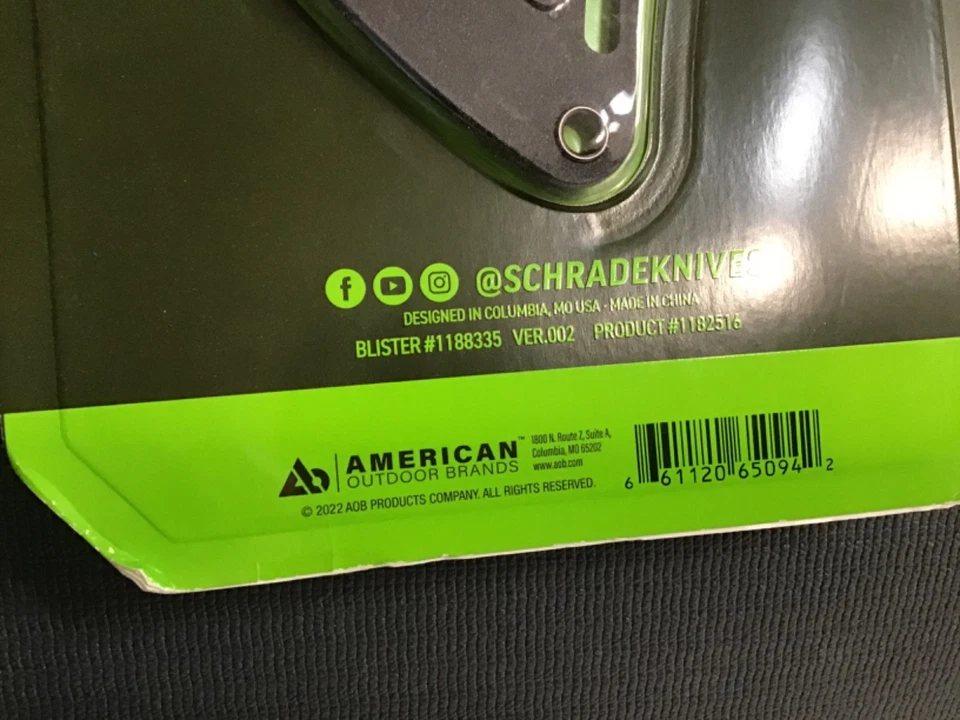 @SCHRADEKNIVES
DESIGNED IN COLUMBIA, MO USA - MADE IN CHINA
BLISTER #1188335 VER.002 PRODUCT #1182516
AMERICAN™
OUTDOOR BRANDS
1800 N. Route Z, Suite A,
Columbia, MO 65202
www.aob.com
© 2022 AOB PRODUCTS COMPANY. ALL RIGHTS RESERVED.
6 61120 65094 2